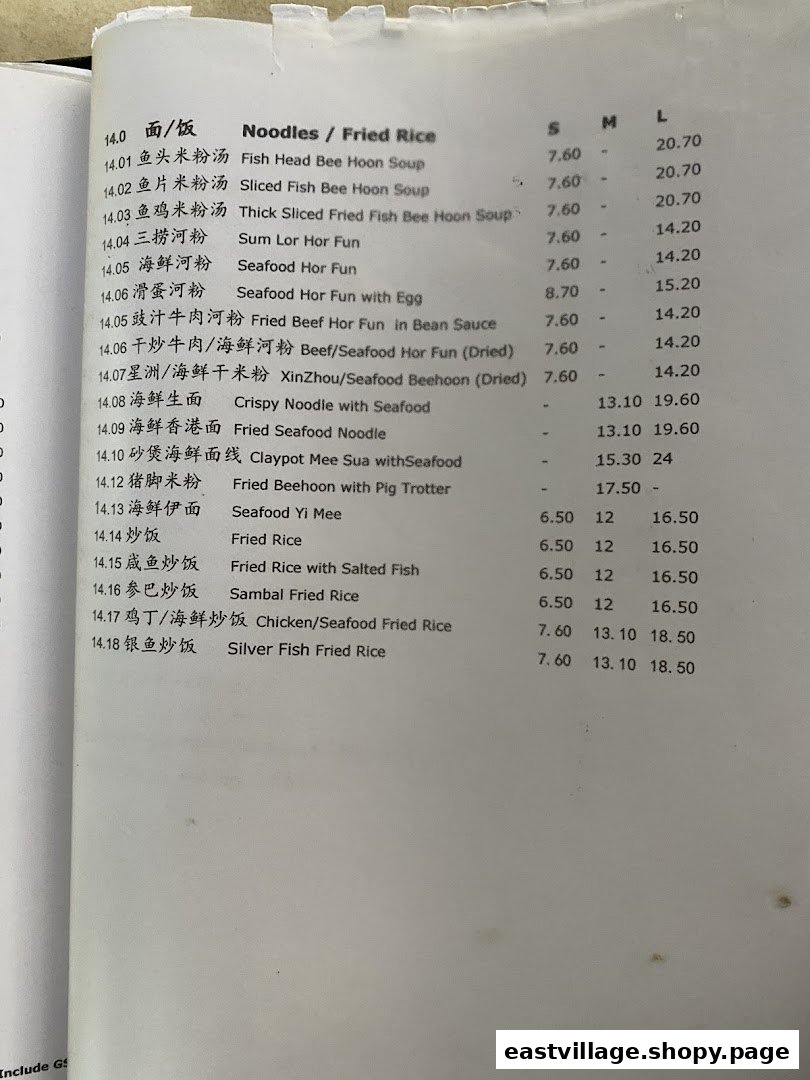 14.0 面/饭 Noodles / Fried Rice S M L
14.01 鱼头米粉汤 Fish Head Bee Hoon Soup 7.60 - 20.70
14.02 鱼片米粉汤 Sliced Fish Bee Hoon Soup 7.60 - 20.70
14.03 鱼鸡米粉汤 Thick Sliced Fried Fish Bee Hoon Soup 7.60 - 20.70
14.04 三捞河粉 Sum Lor Hor Fun 7.60 - 14.20
14.05 海鲜河粉 Seafood Hor Fun 7.60 - 14.20
14.06 滑蛋河粉 Seafood Hor Fun with Egg 8.70 - 15.20
14.05 豉汁牛肉河粉 Fried Beef Hor Fun in Bean Sauce 7.60 - 14.20
14.06 干炒牛肉/海鲜河粉 Beef/Seafood Hor Fun (Dried) 7.60 - 14.20
14.07 星洲/海鲜干米粉 XinZhou/Seafood Beehoon (Dried) 7.60 - 14.20
14.08 海鲜生面 Crispy Noodle with Seafood - 13.10 19.60
14.09 海鲜香港面 Fried Seafood Noodle - 13.10 19.60
14.10 砂煲海鲜面线 Claypot Mee Sua withSeafood - 15.30 24
14.12 猪脚米粉 Fried Beehoon with Pig Trotter - 17.50 -
14.13 海鲜伊面 Seafood Yi Mee 6.50 12 16.50
14.14 炒饭 Fried Rice 6.50 12 16.50
14.15 咸鱼炒饭 Fried Rice with Salted Fish 6.50 12 16.50
14.16 参巴炒饭 Sambal Fried Rice 6.50 12 16.50
14.17 鸡丁/海鲜炒饭 Chicken/Seafood Fried Rice 7.60 13.10 18.50
14.18 银鱼炒饭 Silver Fish Fried Rice 7.60 13.10 18.50
Include
eastvillage.shopy.page